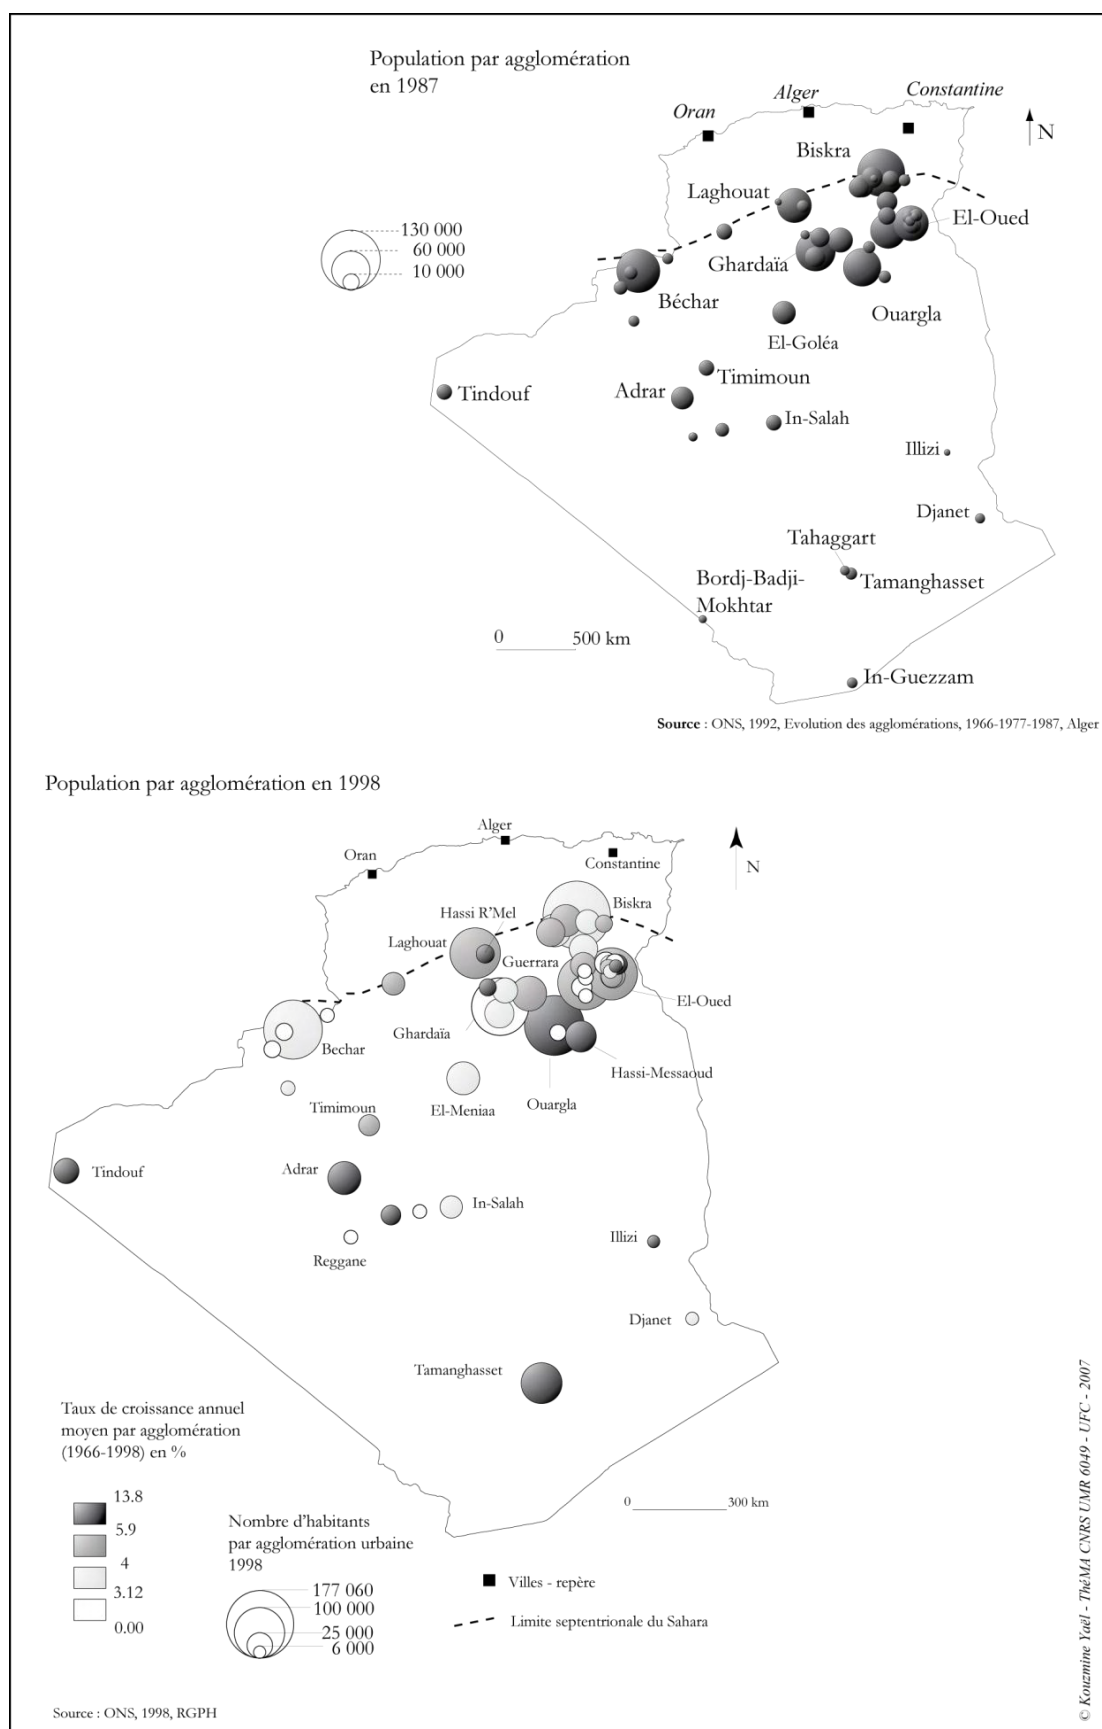 Population par agglomération
en 1987
Oran
Alger
Constantine
N
Biskra
Laghouat
El-Oued
130 000
60 000
10 000
Ghardaïa
Béchar
Ouargla
El-Goléa
Timimoun
Tindouf
Adrar
In-Salah
Illizi
Djanet
Tahaggart
Tamanghasset
Bordj-Badji-
Mokhtar
0 500 km
In-Guezzam
Source : ONS, 1992, Evolution des agglomérations, 1966-1977-1987, Alger
Population par agglomération en 1998
Alger
Oran
Constantine
N
Biskra
Hassi R'Mel
Laghouat
Guerrara
El-Oued
Ghardaïa
Bechar
Hassi-Messaoud
Ouargla
El-Meniaa
Timimoun
Tindouf
Adrar
In-Salah
Reggane
Illizi
Djanet
Tamanghasset
Taux de croissance annuel
moyen par agglomération
(1966-1998) en %
13.8
5.9
4
3.12
0.00
0 300 km
Nombre d'habitants
par agglomération urbaine
1998
177 060
100 000
25 000
6 000
Villes - repère
Limite septentrionale du Sahara
Source : ONS, 1998, RGPH
© Kouzmine Yaël - ThéMA CNRS UMR 6049 - UFC - 2007